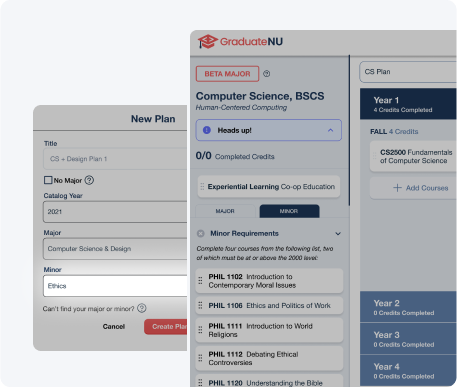 New Plan
Title
CS + Design Plan 1
No Major
Catalog Year
2021
Major
Computer Science & Design
Minor
Ethics
Can't find your major or minor?
Cancel
Create Plan
GraduateNU
BETA MAJOR
Computer Science, BSCS
Human-Centered Computing
Heads up!
0/0 Completed Credits
Experiential Learning Co-op Education
MAJOR
MINOR
Minor Requirements
Complete four courses from the following list, two
of which must be at or above the 2000 level:
PHIL 1102 Introduction to
Contemporary Moral Issues
PHIL 1106 Ethics and Politics of Work
PHIL 1111 Introduction to World
Religions
PHIL 1112 Debating Ethical
Controversies
PHIL 1120 Understanding the Bible
CS Plan
Year 1
4 Credits Completed
FALL 4 Credits
CS2500 Fundamentals
of Computer Science
+ Add Courses
Year 2
0 Credits Completed
Year 3
0 Credits Completed
Year 4
0 Credits Completed